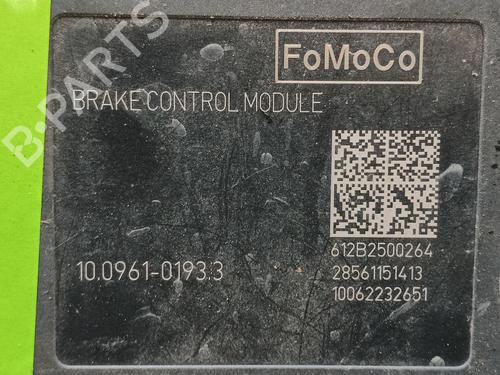 FoMoCo
BRAKE CONTROL MODULE
612B2500264
10.0961-0193.3
28561151413
10062232651
B-PARTS